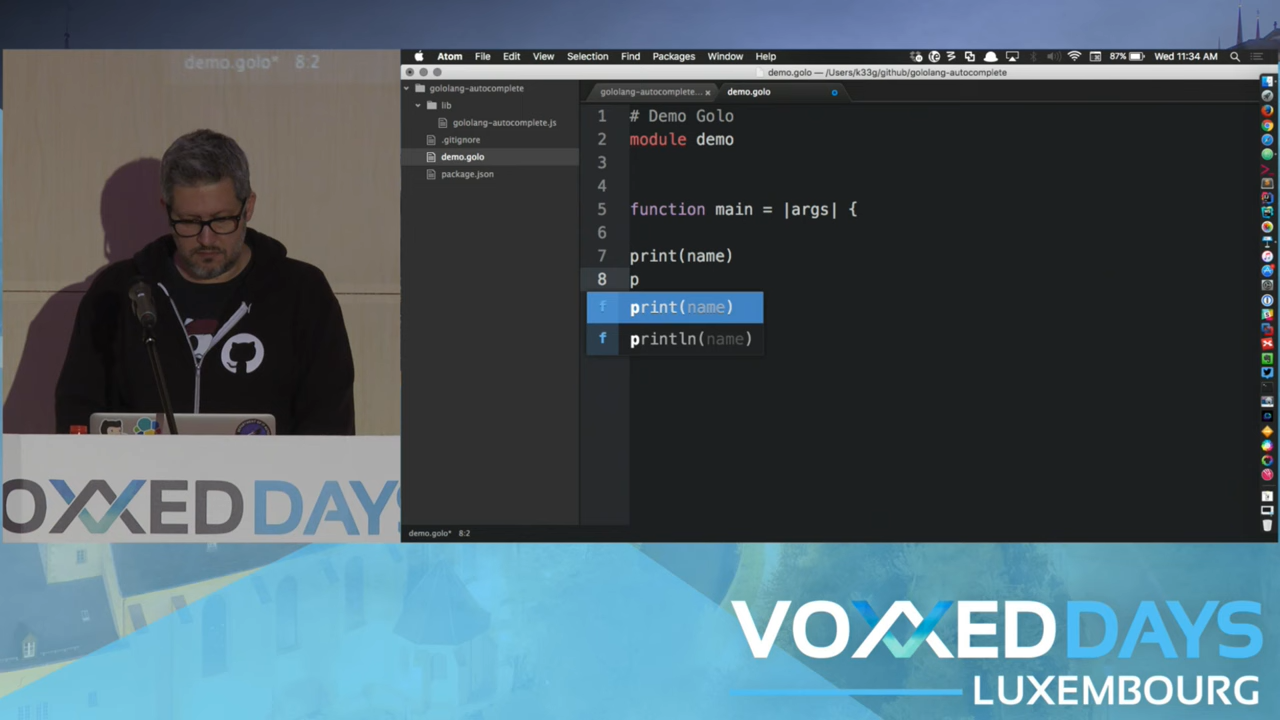 demo.golo* 8:2
Atom File Edit View Selection Find Packages Window Help
87% Wed 11:34 AM
demo.golo — /Users/k33g/github/gololang-autocomplete
gololang-autocomplete
lib
gololang-autocomplete.js
.gitignore
demo.golo
package.json
gololang-autocomplete... ×
demo.golo
1 # Demo Golo
2 module demo
3
4
5 function main = |args| {
6
7 print(name)
8 p
f print(name)
f println(name)
demo.golo* 8:2
OXXED DAYS
VOXXED DAYS
LUXEMBOURG